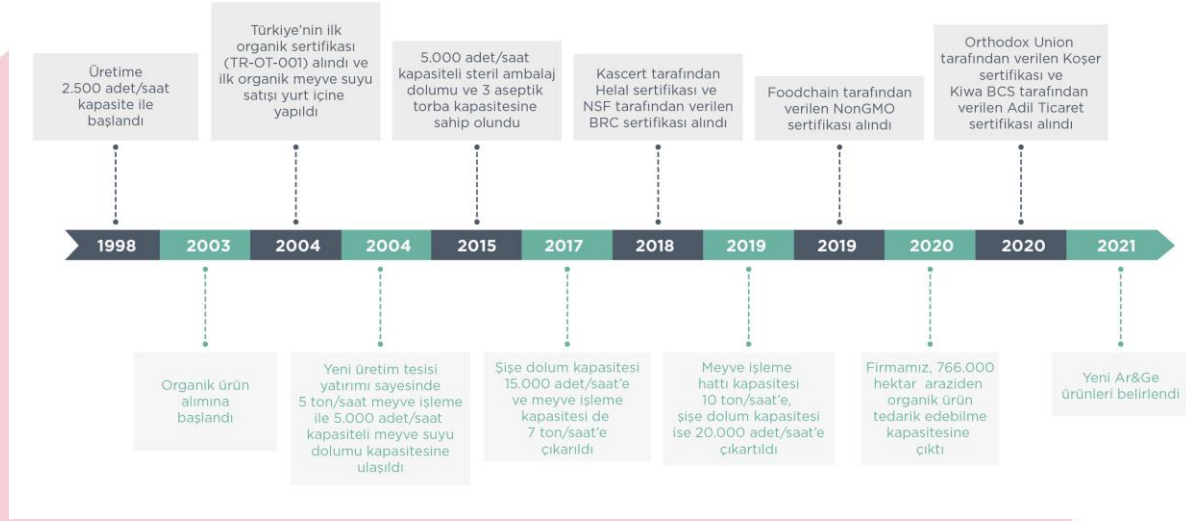 Üretime
2.500 adet/saat
kapasite ile
başlandı
Türkiye'nin ilk
organik sertifikası
(TR-OT-001) alındı ve
ilk organik meyve suyu
satışı yurt içine
yapıldı
5.000 adet/saat
kapasiteli steril ambalaj
dolumu ve 3 aseptik
torba kapasitesine
sahip olundu
Kascert tarafından
Helal sertifikası ve
NSF tarafından verilen
BRC sertifikası alındı
Foodchain tarafından
verilen NonGMO
sertifikası alındı
Orthodox Union
tarafından verilen Koşer
sertifikası ve
Kiwa BCS tarafından
verilen Adil Ticaret
sertifikası alındı
1998 2003 2004 2004 2015 2017 2018 2019 2019 2020 2020 2021
Organik ürün
alımına
başlandı
Yeni üretim tesisi
yatırımı sayesinde
5 ton/saat meyve işleme
ile 5.000 adet/saat
kapasiteli meyve suyu
dolumu kapasitesine
ulaşıldı
Şişe dolum kapasitesi
15.000 adet/saat'e
ve meyve işleme
kapasitesi de
7 ton/saat'e
çıkarıldı
Meyve işleme
hattı kapasitesi
10 ton/saat'e,
şişe dolum kapasitesi
ise 20.000 adet/saat'e
çıkartıldı
Firmamız, 766.000
hektar araziden
organik ürün
tedarik edebilme
kapasitesine
çıktı
Yeni Ar&Ge
ürünleri belirlendi